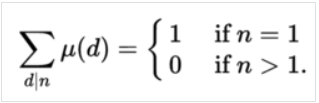 ∑_{d|n} μ(d) = { 1 if n = 1
0 if n > 1.